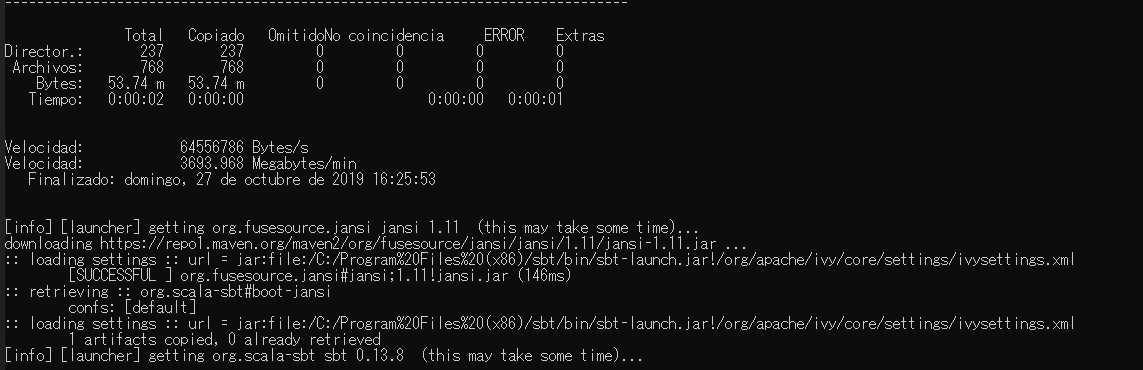 ------------------------------------------------------------------------------
Total Copiado OmitidoNo coincidencia ERROR Extras
Director.: 237 237 0 0 0 0
Archivos: 768 768 0 0 0 0
Bytes: 53.74 m 53.74 m 0 0 0 0
Tiempo: 0:00:02 0:00:00 0:00:00 0:00:01
Velocidad: 64556786 Bytes/s
Velocidad: 3693.968 Megabytes/min
Finalizado: domingo, 27 de octubre de 2019 16:25:53
[info] [launcher] getting org.fusesource.jansi jansi 1.11 (this may take some time)...
downloading https://repo1.maven.org/maven2/org/fusesource/jansi/jansi/1.11/jansi-1.11.jar ...
:: loading settings :: url = jar:file:/C:/Program%20Files%20(x86)/sbt/bin/sbt-launch.jar!/org/apache/ivy/core/settings/ivysettings.xml
[SUCCESSFUL ] org.fusesource.jansi#jansi;1.11!jansi.jar (146ms)
:: retrieving :: org.scala-sbt#boot-jansi
confs: [default]
:: loading settings :: url = jar:file:/C:/Program%20Files%20(x86)/sbt/bin/sbt-launch.jar!/org/apache/ivy/core/settings/ivysettings.xml
1 artifacts copied, 0 already retrieved
[info] [launcher] getting org.scala-sbt sbt 0.13.8 (this may take some time)...